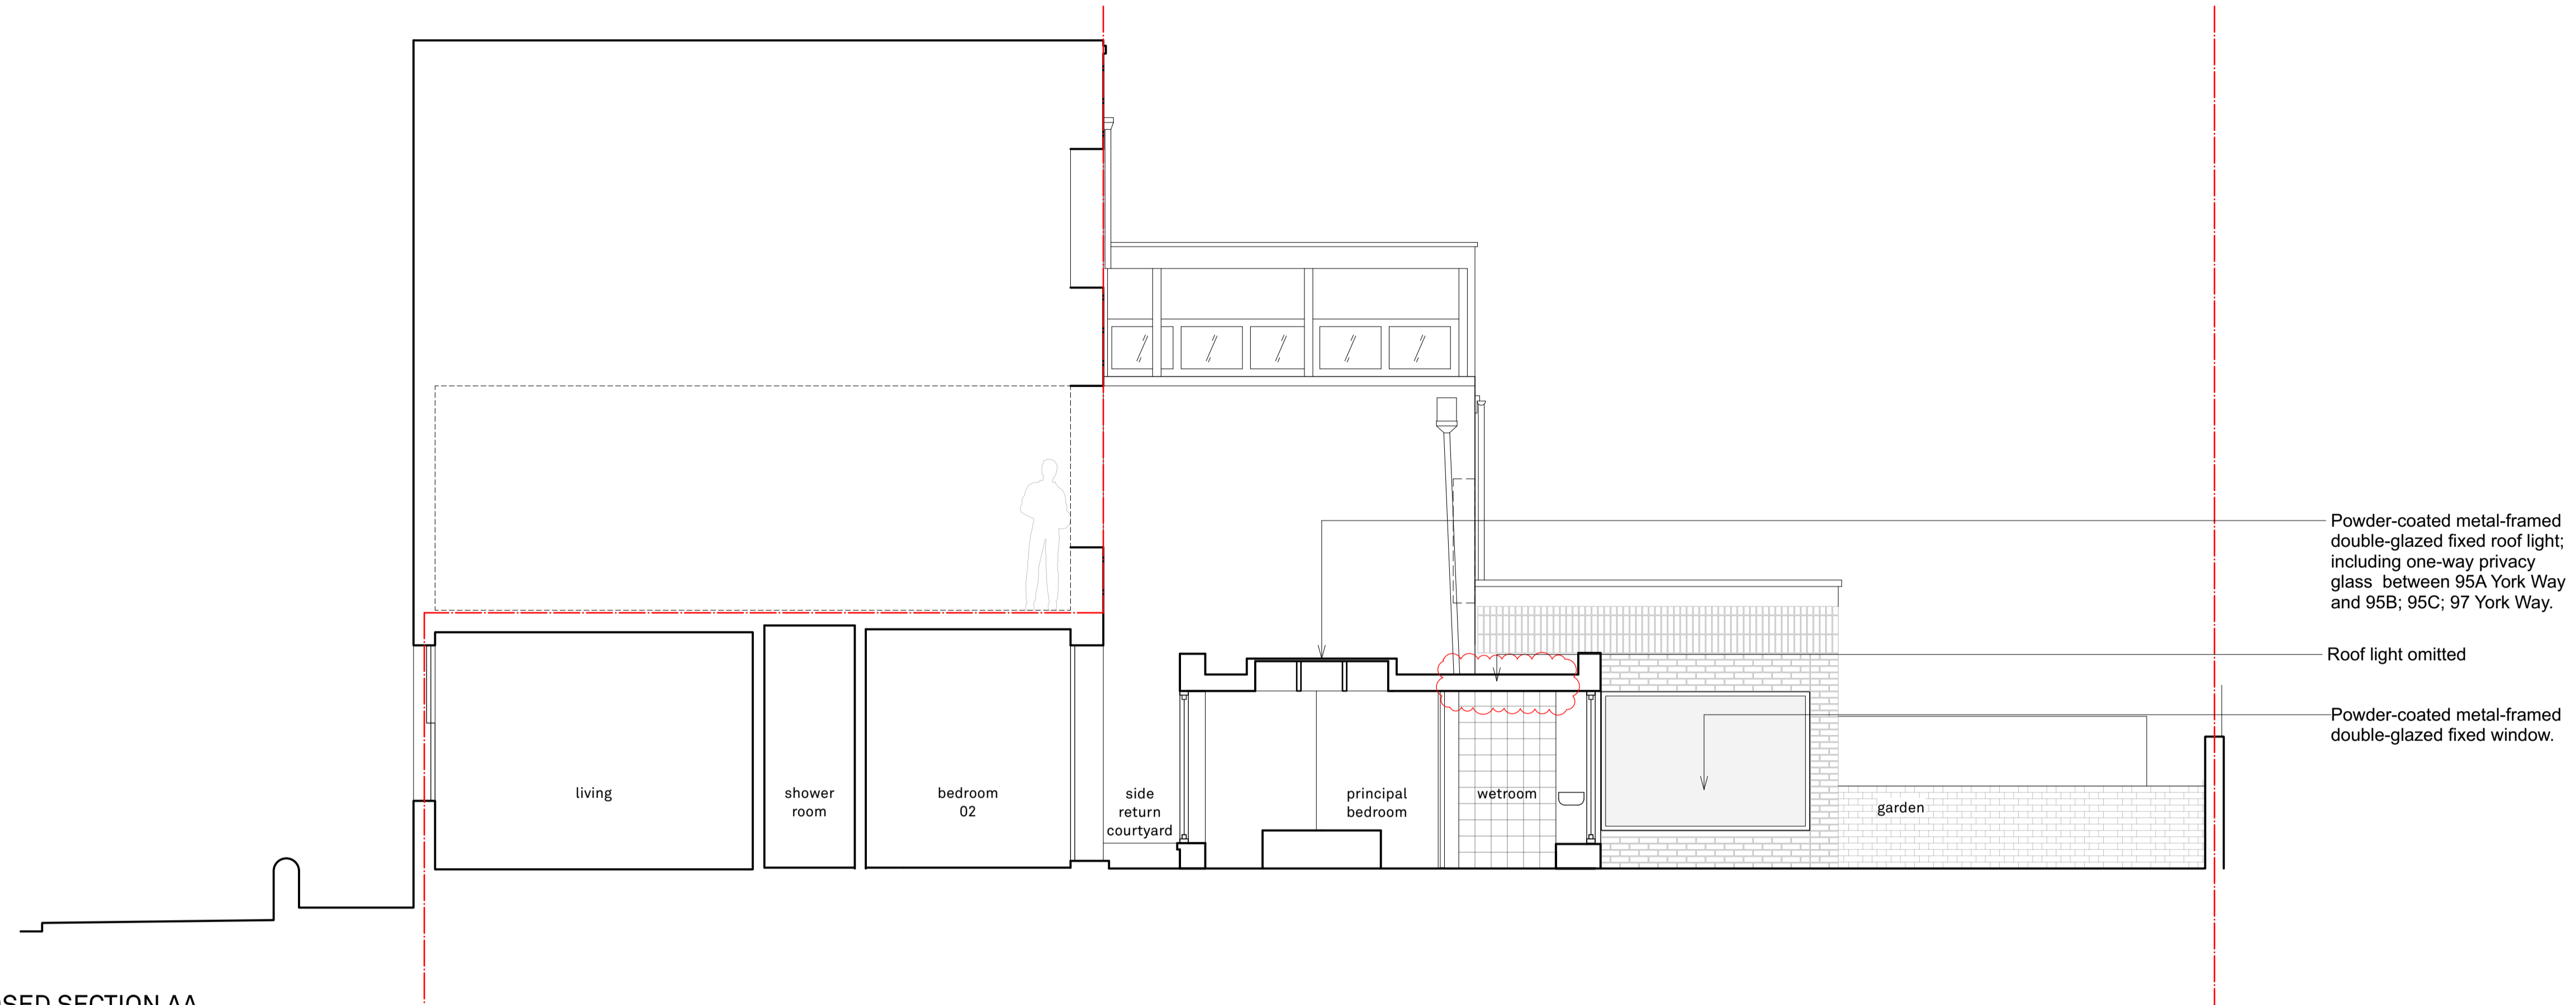 Powder-coated metal-framed
double-glazed fixed roof light;
including one-way privacy
glass between 95A York Way
and 95B; 95C; 97 York Way.
Roof light omitted
Powder-coated metal-framed
double-glazed fixed window.
living
shower
room
bedroom
02
side
return
courtyard
principal
bedroom
wetroom
garden
SECTION AA